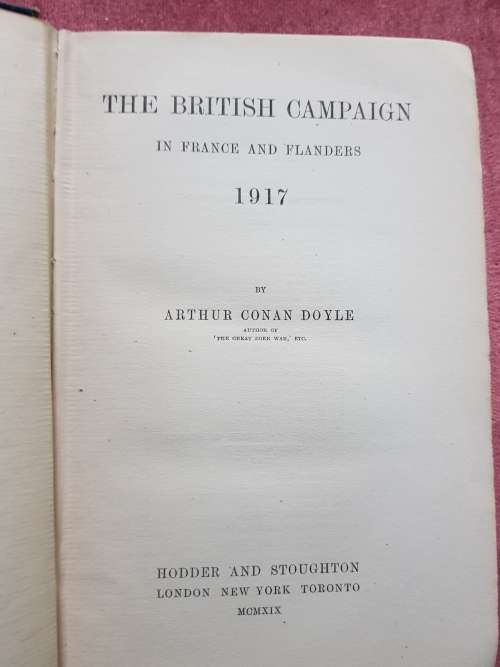 THE BRITISH CAMPAIGN
IN FRANCE AND FLANDERS
1917
BY
ARTHUR CONAN DOYLE
AUTHOR OF
'THE GREAT BOER WAR,' ETC.
HODDER AND STOUGHTON
LONDON NEW YORK TORONTO
MCMXIX